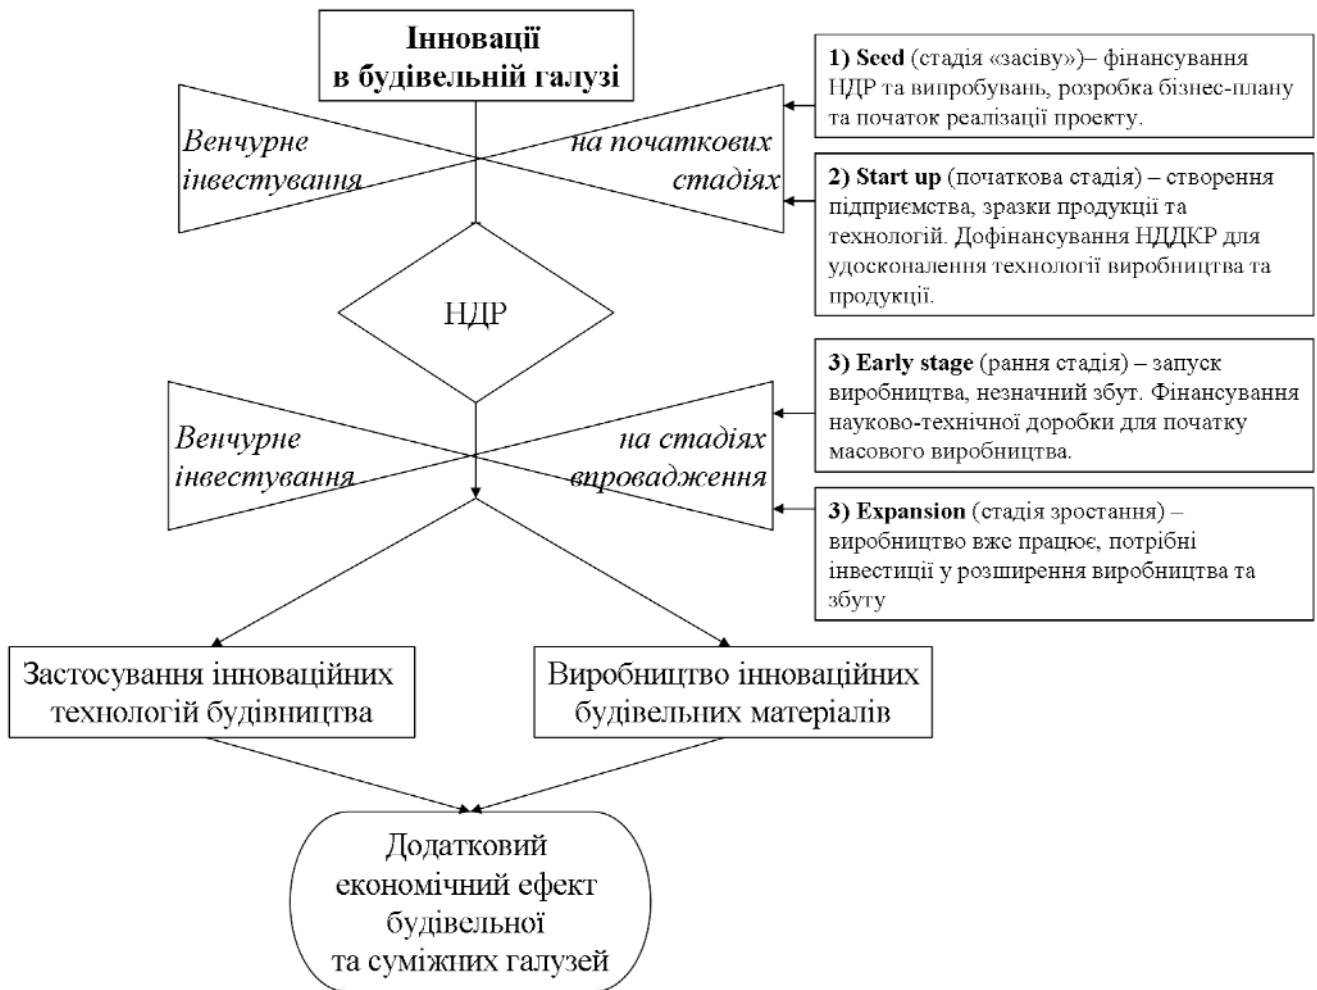 Інновації
в будівельній галузі
Венчурне
інвестування
на початкових
стадіях
1) Seed (стадія «засіву»)– фінансування
НДР та випробувань, розробка бізнес-плану
та початок реалізації проекту.
2) Start up (початкова стадія) – створення
підприємства, зразки продукції та
технологій. Дофінансування НДДКР для
удосконалення технології виробництва та
продукції.
НДР
Венчурне
інвестування
на стадіях
впровадження
3) Early stage (рання стадія) – запуск
виробництва, незначний збут. Фінансування
науково-технічної доробки для початку
масового виробництва.
3) Expansion (стадія зростання) –
виробництво вже працює, потрібні
інвестиції у розширення виробництва та
збуту
Застосування інноваційних
технологій будівництва
Виробництво інноваційних
будівельних матеріалів
Додатковий
економічний ефект
будівельної
та суміжних галузей